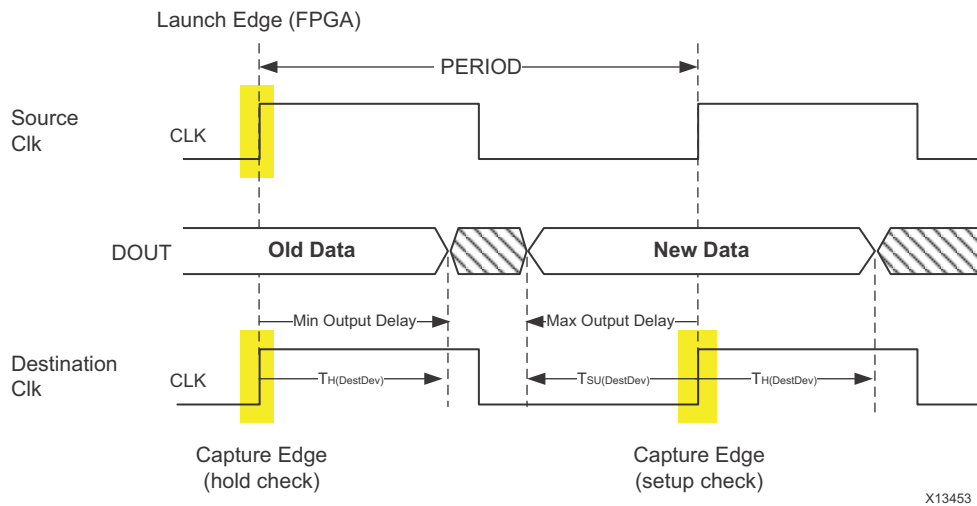 Launch Edge (FPGA)
PERIOD
Source
Clk
CLK
DOUT
Old Data
New Data
Min Output Delay
Max Output Delay
Destination
Clk
CLK
TH(DestDev)
TSU(DestDev)
TH(DestDev)
Capture Edge
(hold check)
Capture Edge
(setup check)
X13453